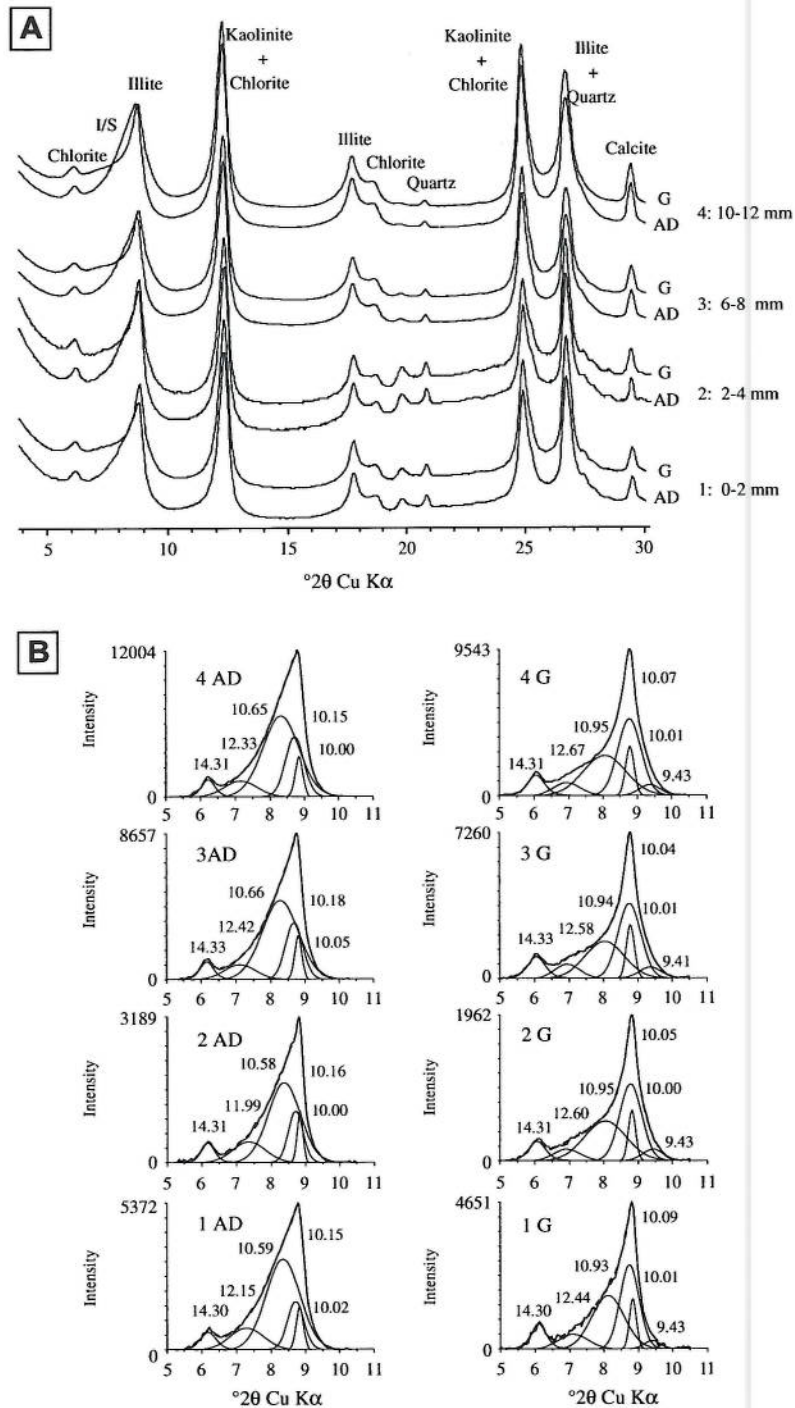 A
Kaolinite
+
Chlorite
Kaolinite
+
Chlorite
Illite
+
Quartz
Illite
I/S
Chlorite
Illite
Chlorite
Quartz
Calcite
G
AD
4: 10-12 mm
G
AD
3: 6-8 mm
G
AD
2: 2-4 mm
G
AD
1: 0-2 mm
5 10 15 20 25 30
°2θ Cu Kα
B
12004
4 AD
Intensity
10.65
10.15
12.33
10.00
14.31
0
5 6 7 8 9 10 11
9543
4 G
Intensity
10.07
10.95
10.01
12.67
14.31
9.43
0
5 6 7 8 9 10 11
8657
3AD
Intensity
10.66
10.18
12.42
10.05
14.33
0
5 6 7 8 9 10 11
7260
3 G
Intensity
10.04
10.94
10.01
12.58
14.33
9.41
0
5 6 7 8 9 10 11
3189
2 AD
Intensity
10.58
10.16
11.99
10.00
14.31
0
5 6 7 8 9 10 11
1962
2 G
Intensity
10.05
10.95
10.00
12.60
14.31
9.43
0
5 6 7 8 9 10 11
5372
1 AD
Intensity
10.59
10.15
12.15
10.02
14.30
0
5 6 7 8 9 10 11
°2θ Cu Kα
4651
1 G
Intensity
10.09
10.93
10.01
12.44
14.30
9.43
0
5 6 7 8 9 10 11
°2θ Cu Kα